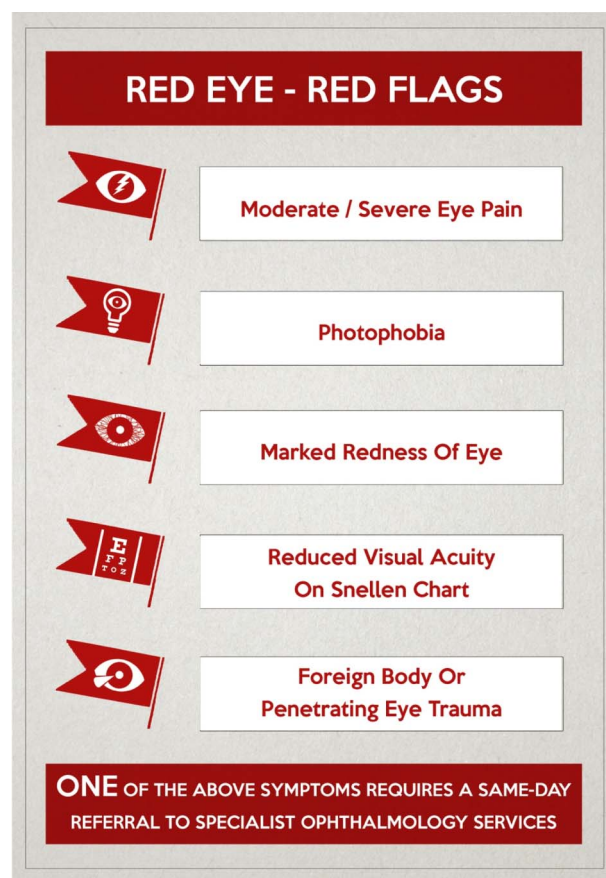 RED EYE - RED FLAGS
Moderate / Severe Eye Pain
Photophobia
Marked Redness Of Eye
E
F P
T O Z
Reduced Visual Acuity
On Snellen Chart
Foreign Body Or
Penetrating Eye Trauma
ONE OF THE ABOVE SYMPTOMS REQUIRES A SAME-DAY
REFERRAL TO SPECIALIST OPHTHALMOLOGY SERVICES